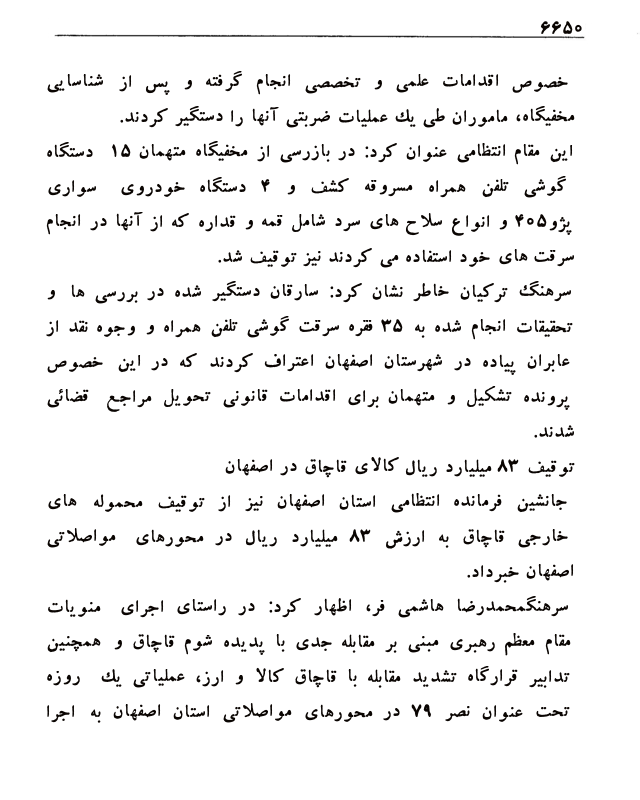 ۶۶۵۰
خصوص اقدامات علمی و تخصصی انجام گرفته و پس از شناسایی
مخفیگاه، ماموران طی یك عملیات ضربتی آنها را دستگیر کردند.
این مقام انتظامی عنوان کرد: در بازرسی از مخفیگاه متهمان ۱۵ دستگاه
گوشی تلفن همراه مسروقه کشف و ۴ دستگاه خودروی سواری
پژو۴۰۵ و انواع سلاح های سرد شامل قمه و قداره که از آنها در انجام
سرقت های خود استفاده می کردند نیز توقیف شد.
سرهنگ ترکیان خاطر نشان کرد: سارقان دستگیر شده در بررسی ها و
تحقیقات انجام شده به ۳۵ فقره سرقت گوشی تلفن همراه و وجوه نقد از
عابران پیاده در شهرستان اصفهان اعتراف کردند که در این خصوص
پرونده تشکیل و متهمان برای اقدامات قانونی تحویل مراجع قضائی
شدند.
توقیف ۸۳ میلیارد ریال کالای قاچاق در اصفهان
جانشین فرمانده انتظامی استان اصفهان نیز از توقیف محموله های
خارجی قاچاق به ارزش ۸۳ میلیارد ریال در محورهای مواصلاتی
اصفهان خبرداد.
سرهنگمحمدرضا هاشمی فر، اظهار کرد: در راستای اجرای منویات
مقام معظم رهبری مبنی بر مقابله جدی با پدیده شوم قاچاق و همچنین
تدابیر قرارگاه تشدید مقابله با قاچاق کالا و ارز، عملیاتی یك روزه
تحت عنوان نصر ۷۹ در محورهای مواصلاتی استان اصفهان به اجرا